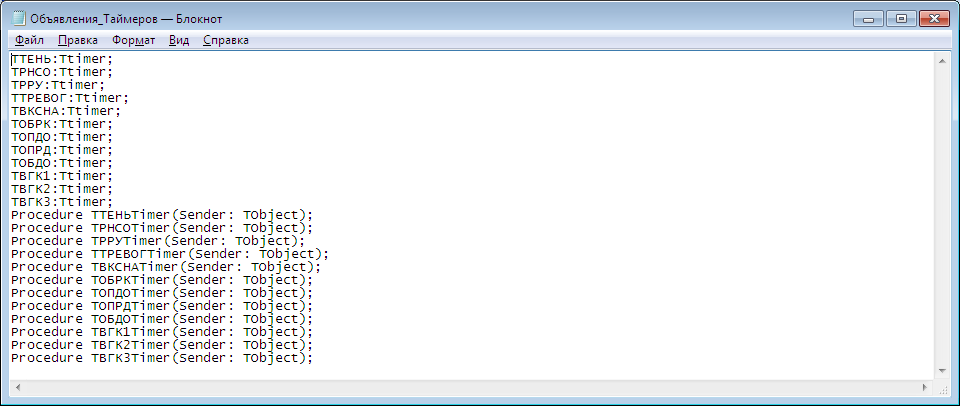 Объявления_Таймеров — Блокнот
Файл Правка Формат Вид Справка
ТТЕНЬ:Ttimer;
ТРНСО:Ttimer;
ТРРУ:Ttimer;
ТТРЕВОГ:Ttimer;
ТВКСНА:Ttimer;
ТОБРК:Ttimer;
ТОПДО:Ttimer;
ТОПРД:Ttimer;
ТОБДО:Ttimer;
ТВГК1:Ttimer;
ТВГК2:Ttimer;
ТВГК3:Ttimer;
Procedure ТТЕНЬTimer(Sender: TObject);
Procedure ТРНСОTimer(Sender: TObject);
Procedure ТРРУTimer(Sender: TObject);
Procedure ТТРЕВОГTimer(Sender: TObject);
Procedure ТВКСНАTimer(Sender: TObject);
Procedure ТОБРКTimer(Sender: TObject);
Procedure ТОПДОTimer(Sender: TObject);
Procedure ТОПРДTimer(Sender: TObject);
Procedure ТОБДОTimer(Sender: TObject);
Procedure ТВГК1Timer(Sender: TObject);
Procedure ТВГК2Timer(Sender: TObject);
Procedure ТВГК3Timer(Sender: TObject);